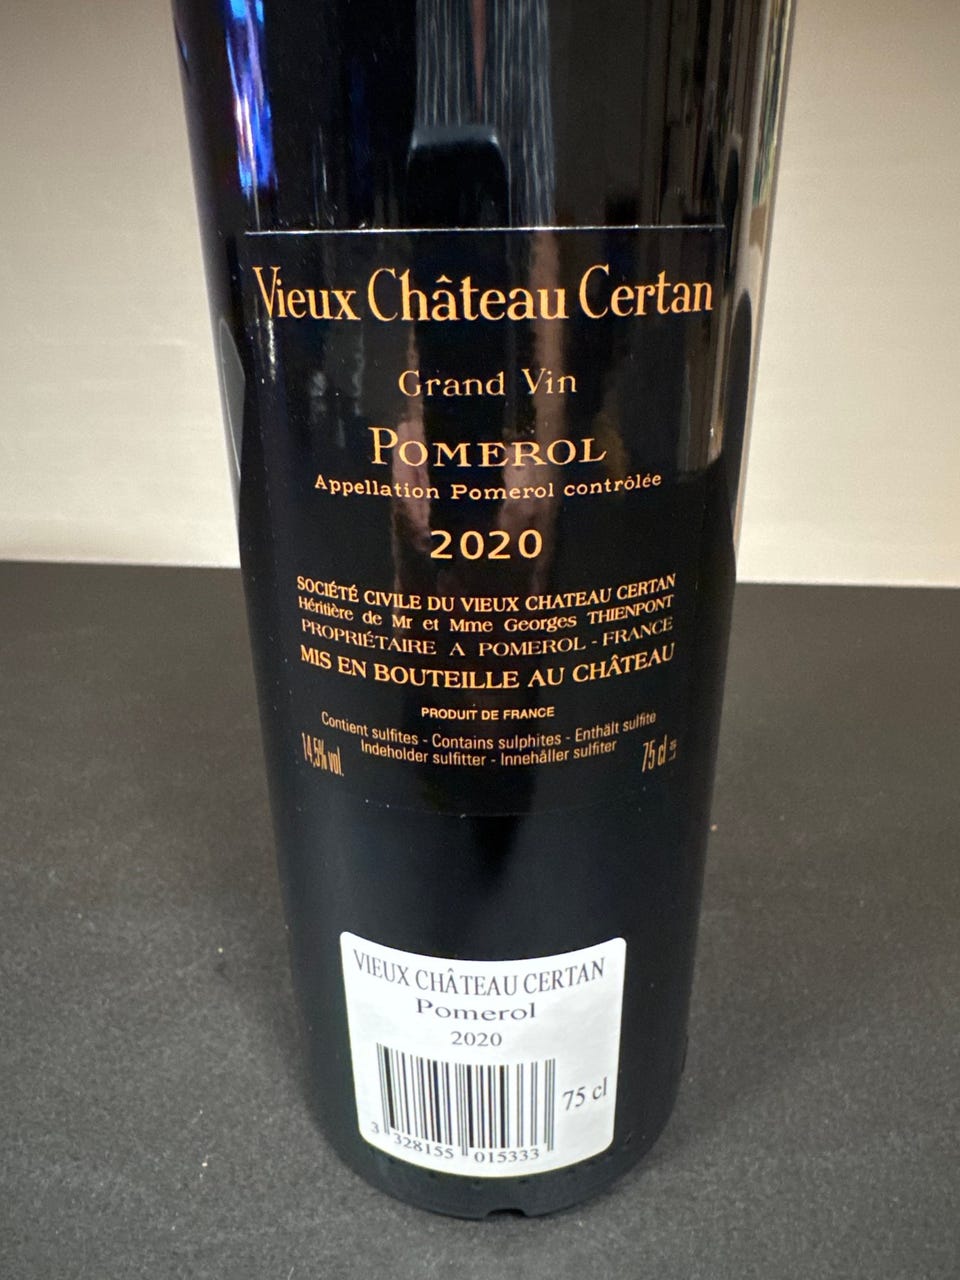 Vieux Château Certan
Grand Vin
POMEROL
Appellation Pomerol contrôlée
2020
SOCIÉTÉ CIVILE DU VIEUX CHATEAU CERTAN
Héritière de Mr et Mme Georges THIENPONT
PROPRIÉTAIRE A POMEROL - FRANCE
MIS EN BOUTEILLE AU CHÂTEAU
PRODUIT DE FRANCE
Contient sulfites - Contains sulphites - Enthält sulfite
Indeholder sulfitter - Innehåller sulfiter
14,5% vol.
75 cl
VIEUX CHÂTEAU CERTAN
Pomerol
2020
75 cl
3 328155 015333